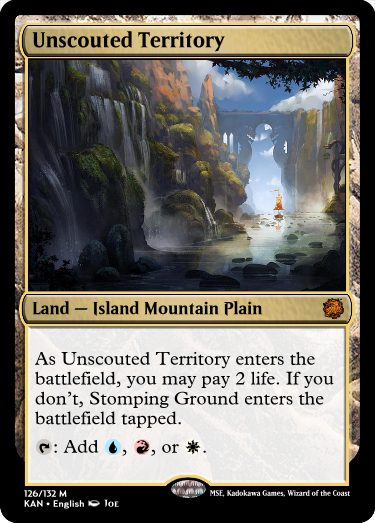 Unscouted Territory
Land — Island Mountain Plain
As Unscouted Territory enters the
battlefield, you may pay 2 life. If you
don't, Stomping Ground enters the
battlefield tapped.
: Add , , or .
126/132 M
KAN • English Joe
MSE, Kadokawa Games, Wizard of the Coast